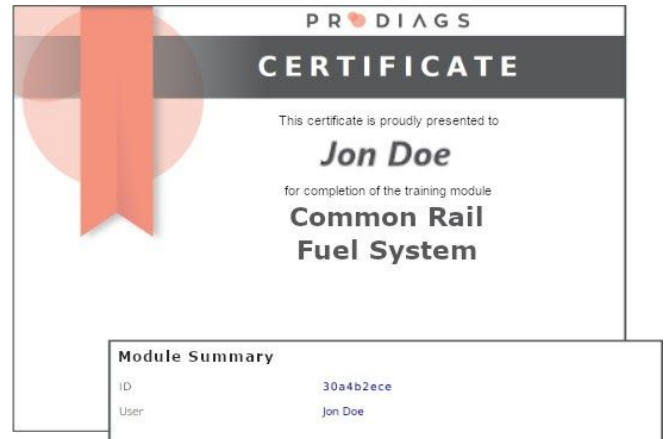 PRODIAGS
CERTIFICATE
This certificate is proudly presented to
Jon Doe
for completion of the training module
Common Rail
Fuel System
Module Summary
ID 30a4b2ece
User Jon Doe